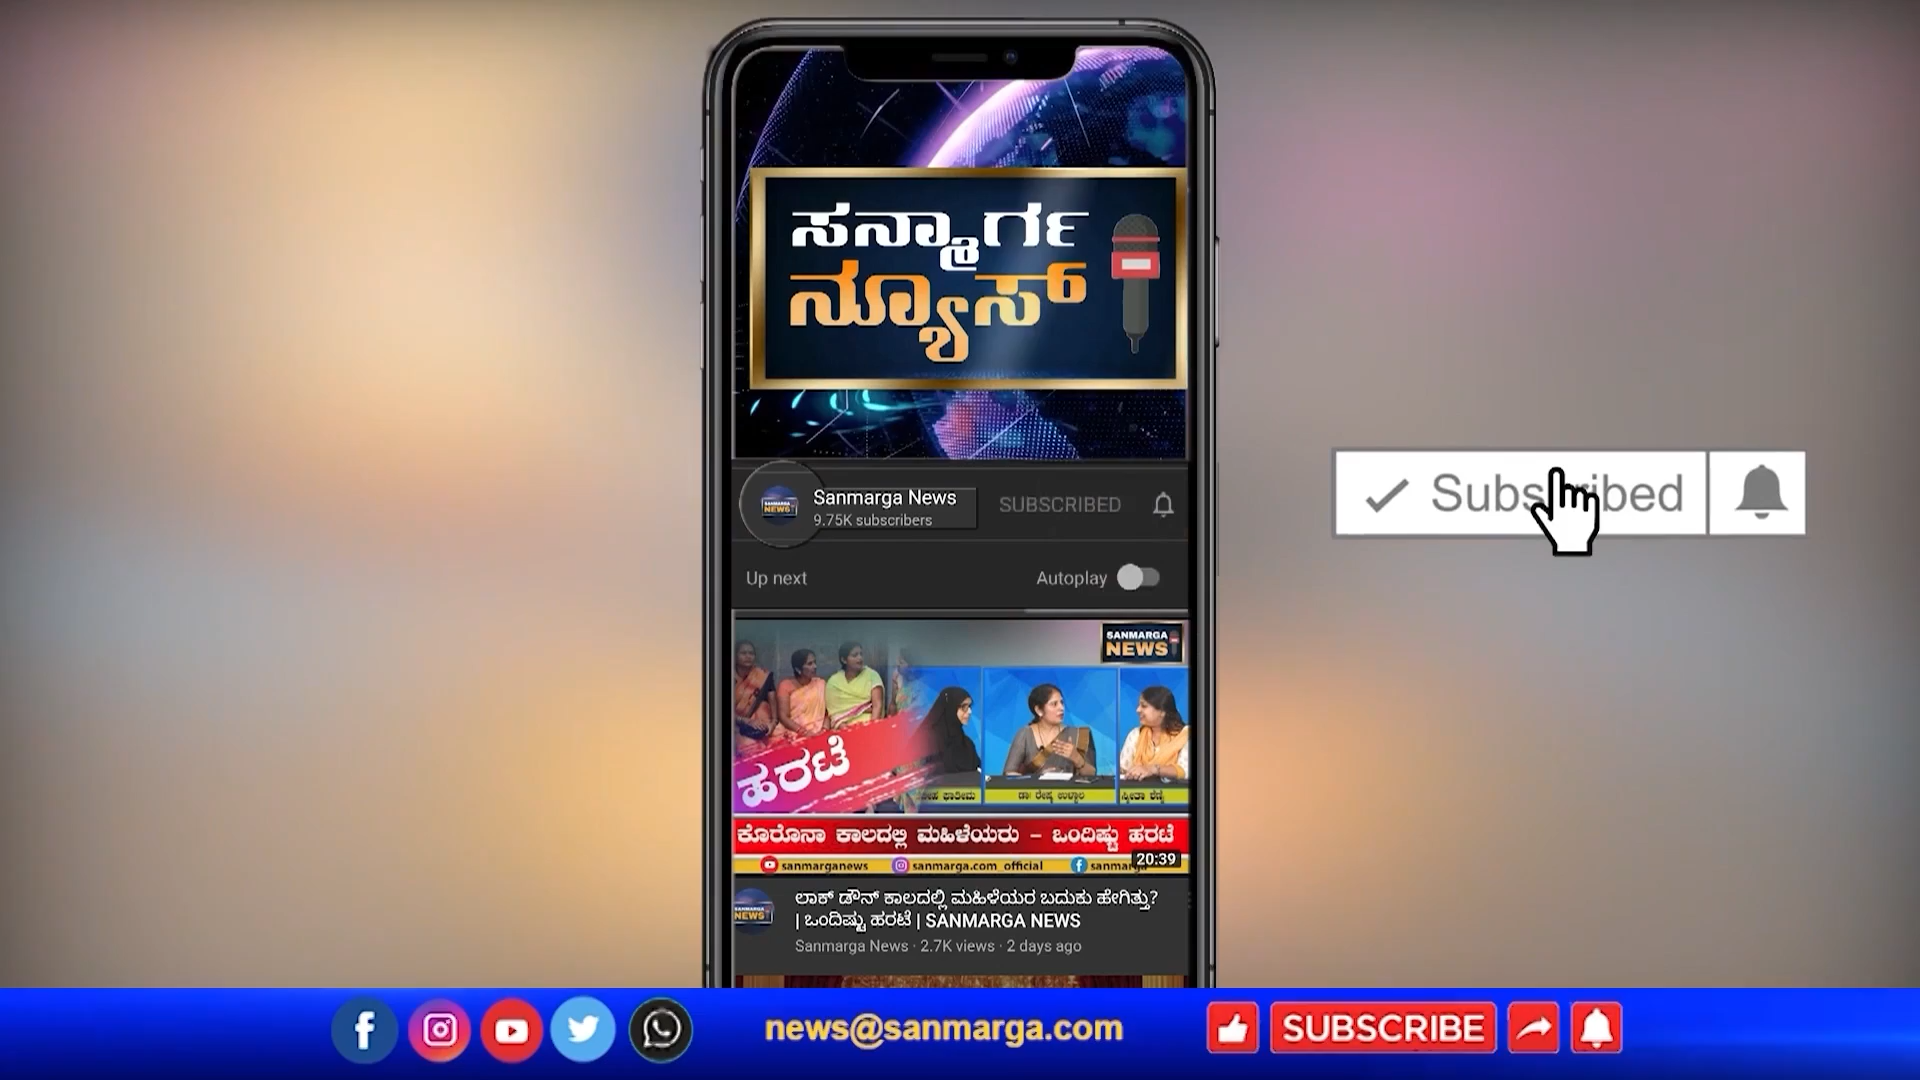 ಸನ್ಮಾರ್ಗ
ನ್ಯೂಸ್
Sanmarga News
9.75K subscribers
SUBSCRIBED
Subscribed
Up next
Autoplay
SANMARGA
NEWS
ಹರಟೆ
ಡಾ| ರೇಷ್ಮ ಉಳ್ಳಾಲ
ಕೊರೊನಾ ಕಾಲದಲ್ಲಿ ಮಹಿಳೆಯರು – ಒಂದಿಷ್ಟು ಹರಟೆ
sanmarganews
sanmarga.com_official
20:39
ಲಾಕ್ ಡೌನ್ ಕಾಲದಲ್ಲಿ ಮಹಿಳೆಯರ ಬದುಕು ಹೇಗಿತ್ತು?
| ಒಂದಿಷ್ಟು ಹರಟೆ | SANMARGA NEWS
Sanmarga News · 2.7K views · 2 days ago
news@sanmarga.com
SUBSCRIBE